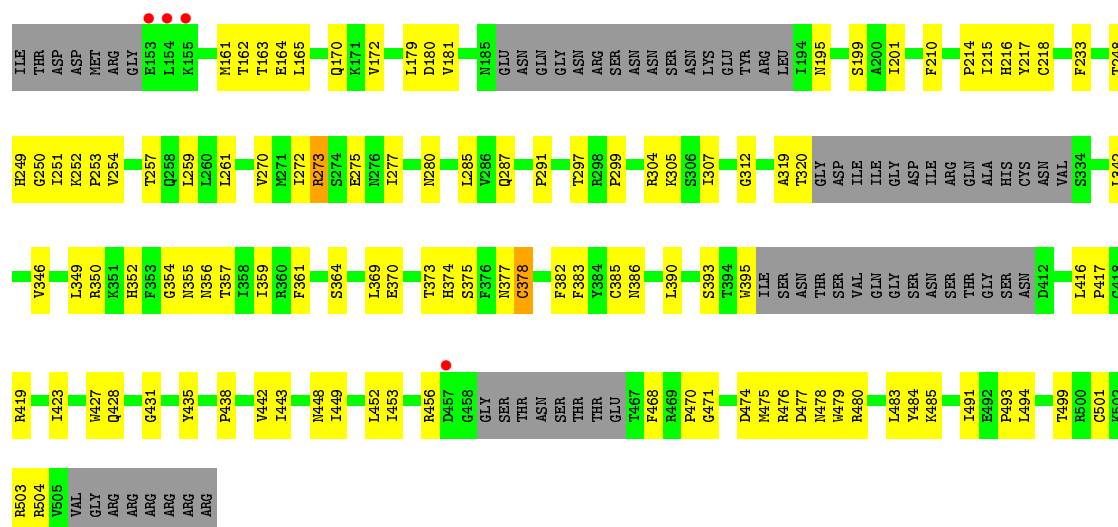 ILE THR ASP ASP MET ARG GLY E153 L154 K155 M161 T162 T163 E164 L165 Q170 K171 V172 L179 D180 V181 N185 GLU ASN GLN GLY ASN ARG SER ASN ASN SER ASN LYS GLU TYR ARG LEU I194 N195 S199 A200 I201 F210 P214 I215 H216 Y217 C218 F233 T248
H249 G250 I251 K252 P253 V254 T257 Q258 L259 L260 L261 V270 M271 I272 R273 S274 E275 N276 I277 N280 L285 V286 Q287 P291 T297 R298 P299 R304 K305 S306 I307 G312 A319 T320 GLY ASP ILE ILE GLY ASP ILE ARG GLN ALA HIS CYS ASN VAL S334 L342
V346 L349 R350 K351 H352 F353 G354 N355 N356 T357 I358 I359 R360 F361 S364 L369 E370 T373 H374 S375 F376 N377 C378 F382 F383 Y384 C385 N386 L390 S393 T394 W395 ILE SER ASN THR SER VAL GLN GLY SER ASN SER THR GLY SER ASN D412 L416 P417 C418
R419 I423 W427 Q428 G431 Y435 P438 V442 I443 N448 I449 L452 I453 R456 D457 G458 GLY SER THR ASN SER THR THR GLU T467 F468 R469 P470 G471 D474 M475 R476 D477 N478 W479 R480 L483 Y484 K485 I491 E492 P493 L494 T499 R500 C501 K502
R503 R504 V505 VAL GLY ARG ARG ARG ARG ARG ARG